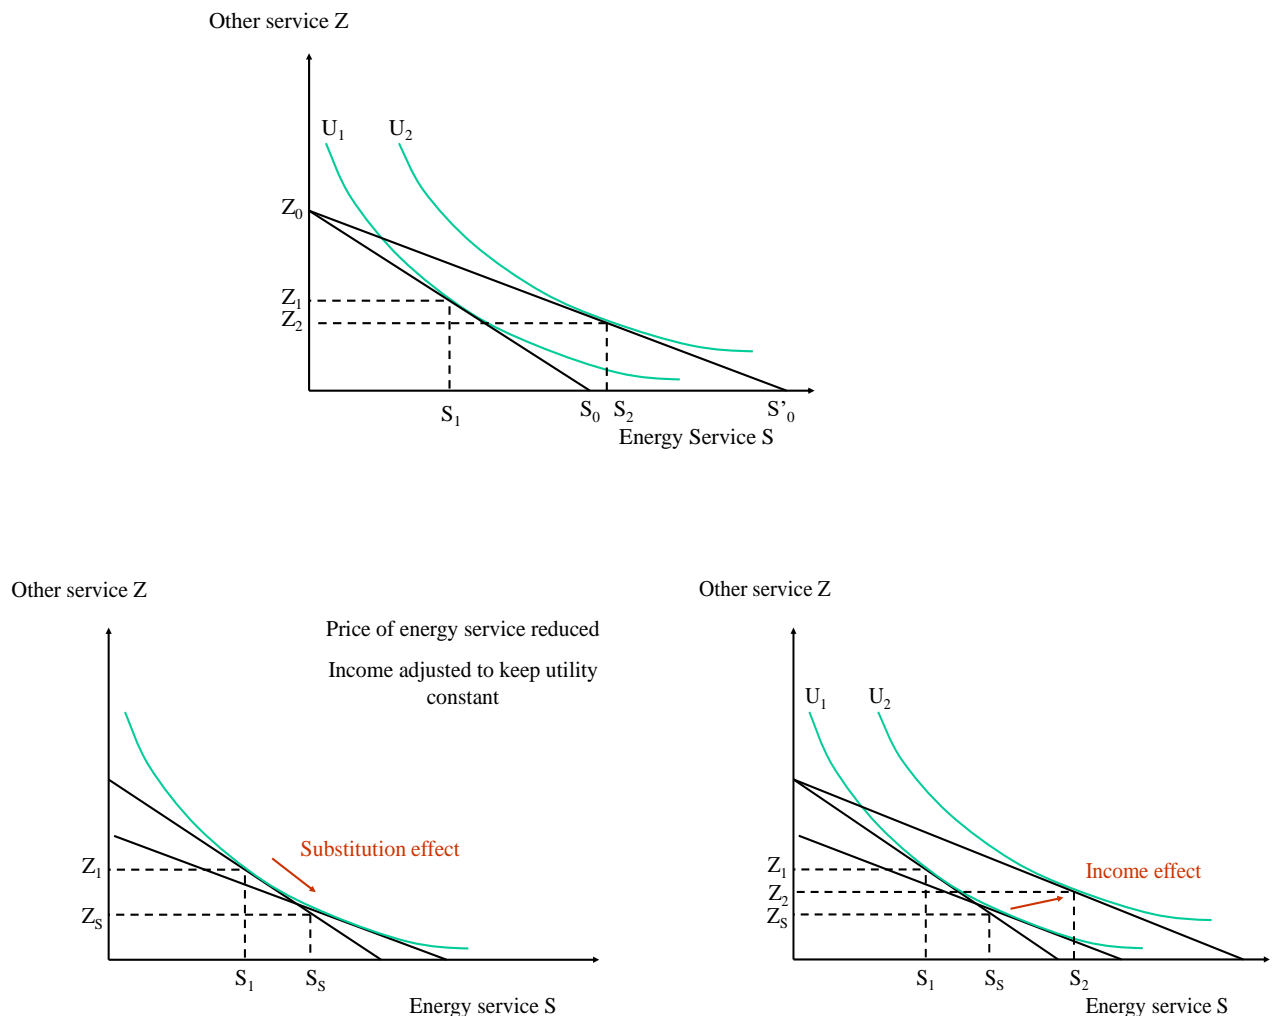 Other service Z
U₁ U₂
Z₀
Z₁
Z₂
S₁ S₀ S₂ S’₀
Energy Service S
Other service Z
Price of energy service reduced
Income adjusted to keep utility
constant
Substitution effect
Z₁
Zₛ
S₁ Sₛ
Energy service S
Other service Z
U₁ U₂
Income effect
Z₁
Z₂
Zₛ
S₁ Sₛ S₂
Energy service S